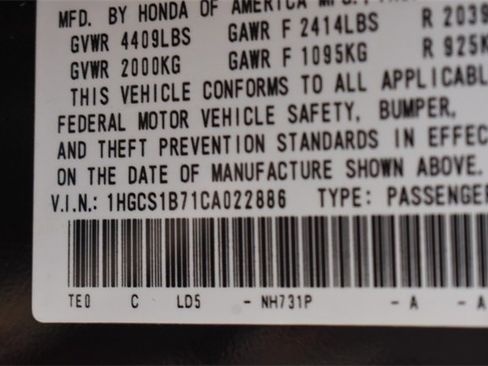 MFD. BY HONDA OF AMERICA MFG.,
GVWR 4409LBS GAWR F 2414LBS R 2039
GVWR 2000KG GAWR F 1095KG R 925K
THIS VEHICLE CONFORMS TO ALL APPLICABL
FEDERAL MOTOR VEHICLE SAFETY, BUMPER,
AND THEFT PREVENTION STANDARDS IN EFFEC
ON THE DATE OF MANUFACTURE SHOWN ABOVE.
V.I.N.: 1HGCS1B71CA022886 TYPE: PASSENGER
TE0 C LD5 - NH731P - A - A